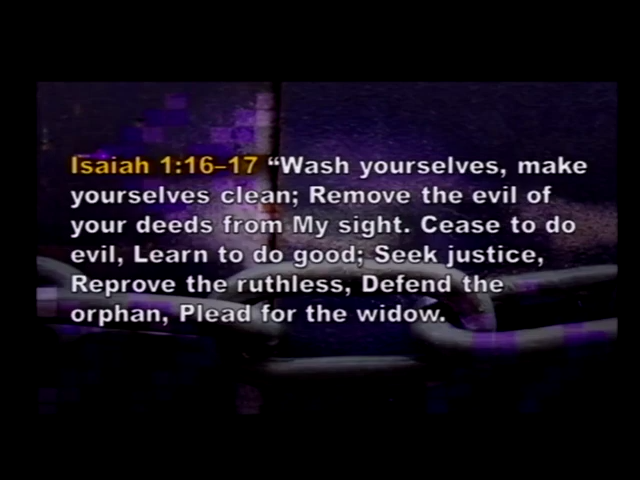 Isaiah 1:16–17 “Wash yourselves, make
yourselves clean; Remove the evil of
your deeds from My sight. Cease to do
evil, Learn to do good; Seek justice,
Reprove the ruthless, Defend the
orphan, Plead for the widow.